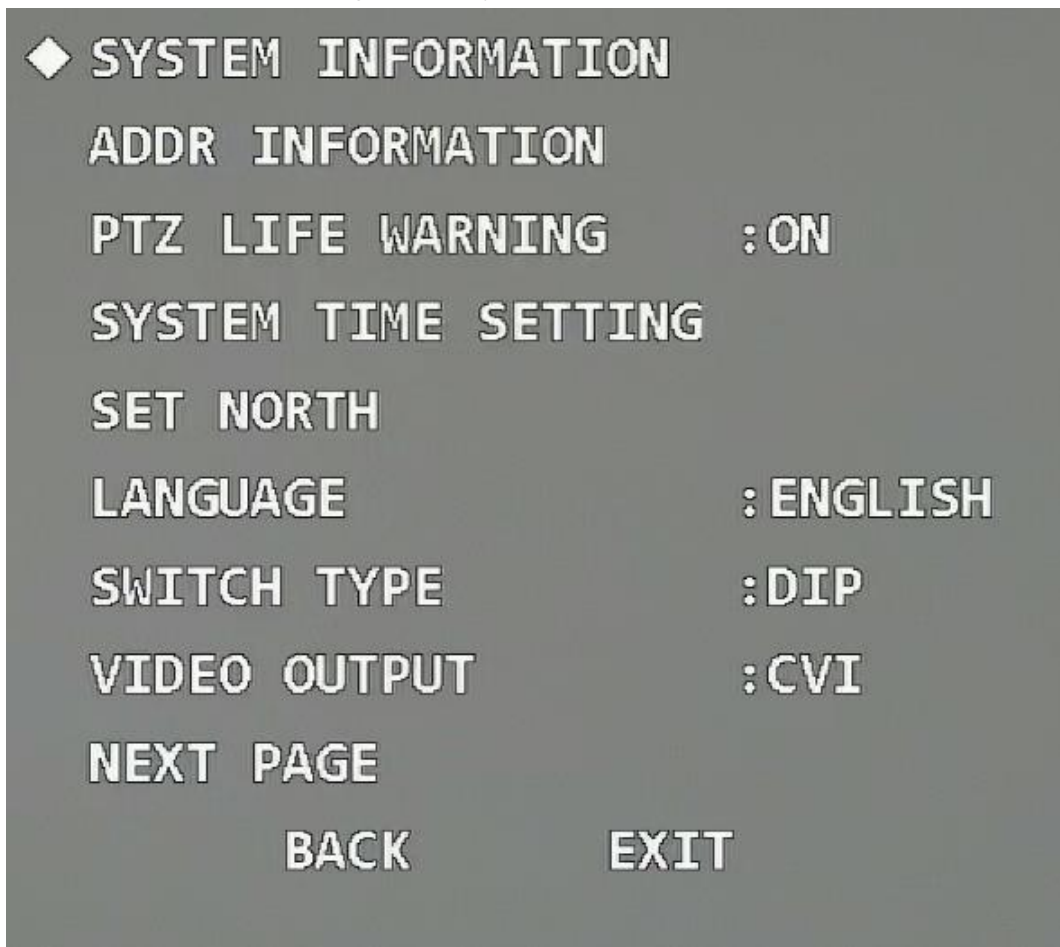 SYSTEM INFORMATION
ADDR INFORMATION
PTZ LIFE WARNING :ON
SYSTEM TIME SETTING
SET NORTH
LANGUAGE :ENGLISH
SWITCH TYPE :DIP
VIDEO OUTPUT :CVI
NEXT PAGE
BACK EXIT